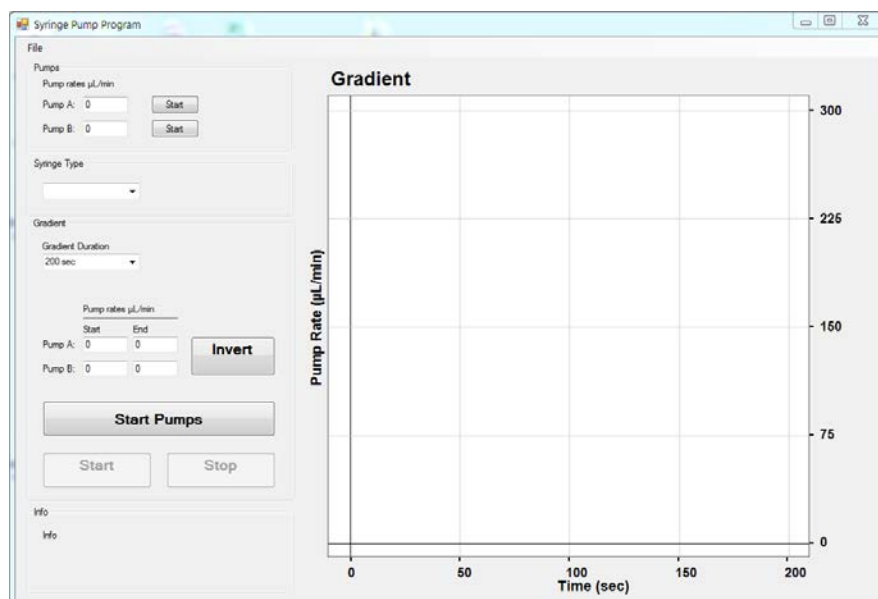 Syringe Pump Program
File
Pumps
Pump rates µL/min
Pump A: 0 Start
Pump B: 0 Start
Syringe Type
Gradient
Gradient Duration
200 sec
Pump rates µL/min
Start End
Pump A: 0 0
Pump B: 0 0
Invert
Start Pumps
Start Stop
Info
Info
Gradient
Pump Rate (µL/min)
300
225
150
75
0
0 50 100 150 200
Time (sec)